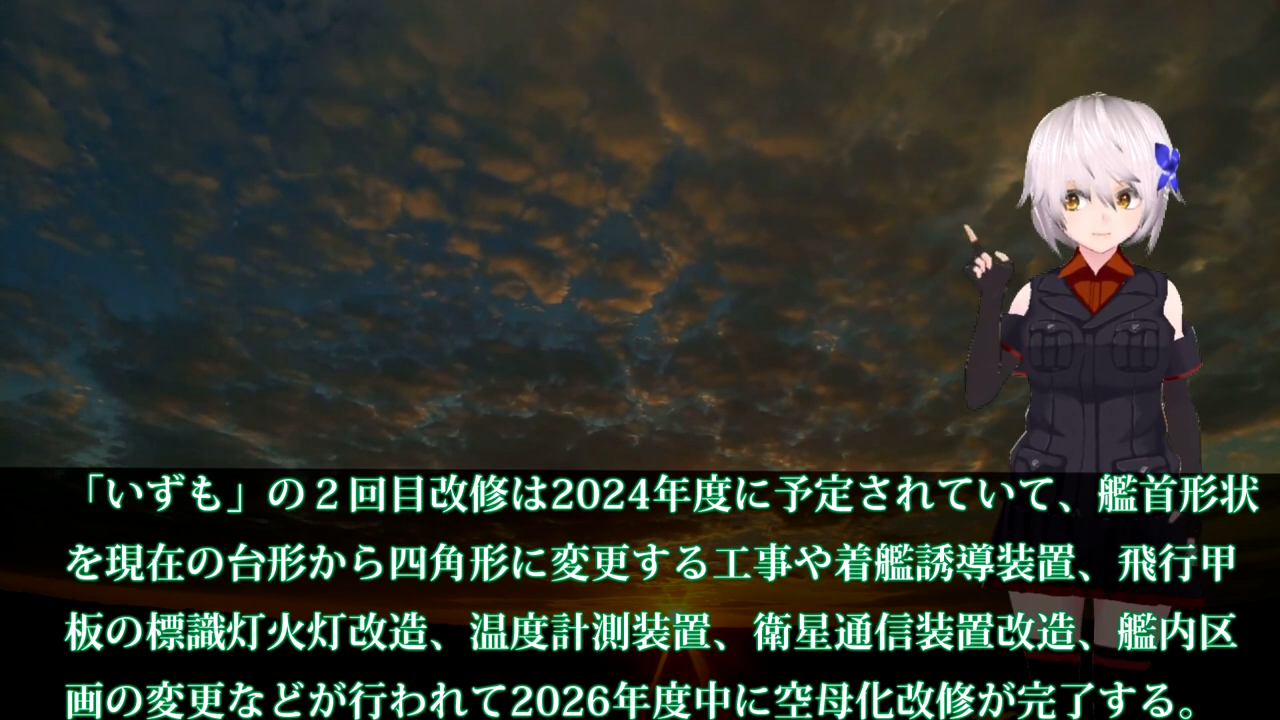 「いずも」の２回目改修は2024年度に予定されていて、艦首形状
を現在の台形から四角形に変更する工事や着艦誘導装置、飛行甲
板の標識灯火灯改造、温度計測装置、衛星通信装置改造、艦内区
画の変更などが行われて2026年度中に空母化改修が完了する。